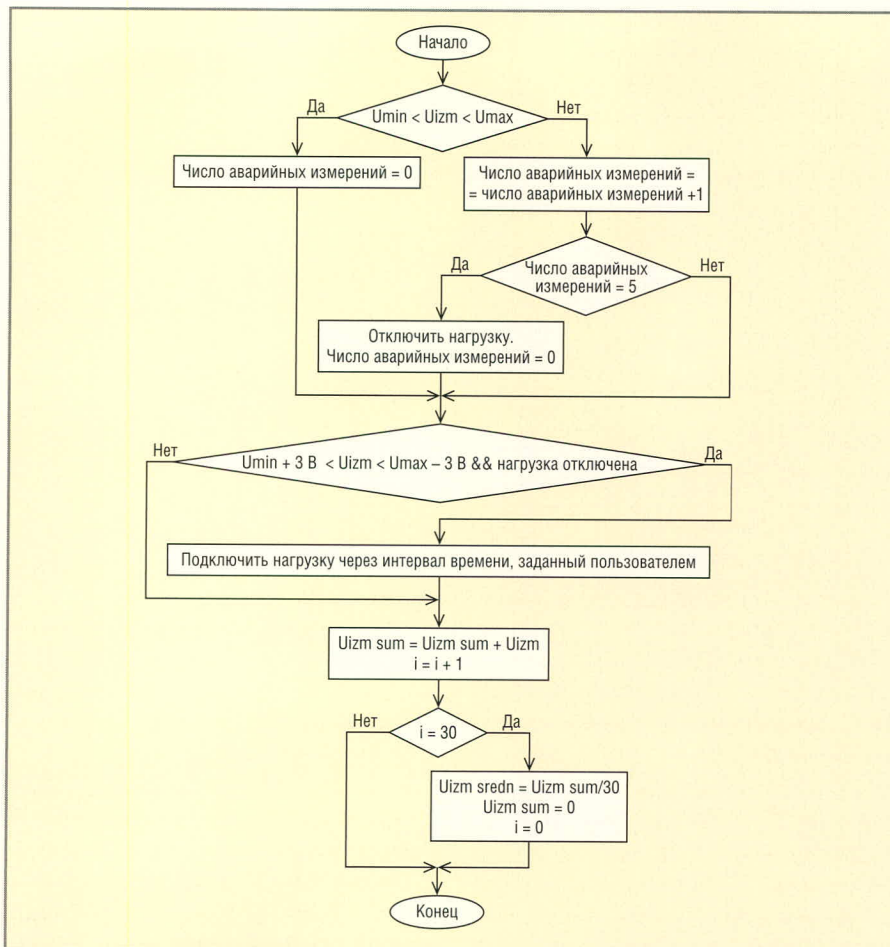 Начало
Да
Umin < Uizm < Umax
Нет
Число аварийных измерений = 0
Число аварийных измерений =
= число аварийных измерений +1
Да
Число аварийных
измерений = 5
Нет
Отключить нагрузку.
Число аварийных измерений = 0
Нет
Umin + 3 В < Uizm < Umax – 3 В && нагрузка отключена
Да
Подключить нагрузку через интервал времени, заданный пользователем
Uizm sum = Uizm sum + Uizm
i = i + 1
Нет
i = 30
Да
Uizm sredn = Uizm sum/30
Uizm sum = 0
i = 0
Конец